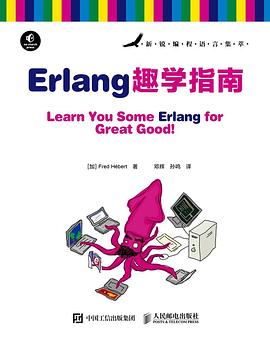 新·锐·编·程·语·言·集·萃
Erlang趣学指南
Learn You Some Erlang for
Great Good!
[加] Fred Hébert 著 邓辉 孙鸣 译
中国工信出版集团 人民邮电出版社
POSTS & TELECOM PRESS